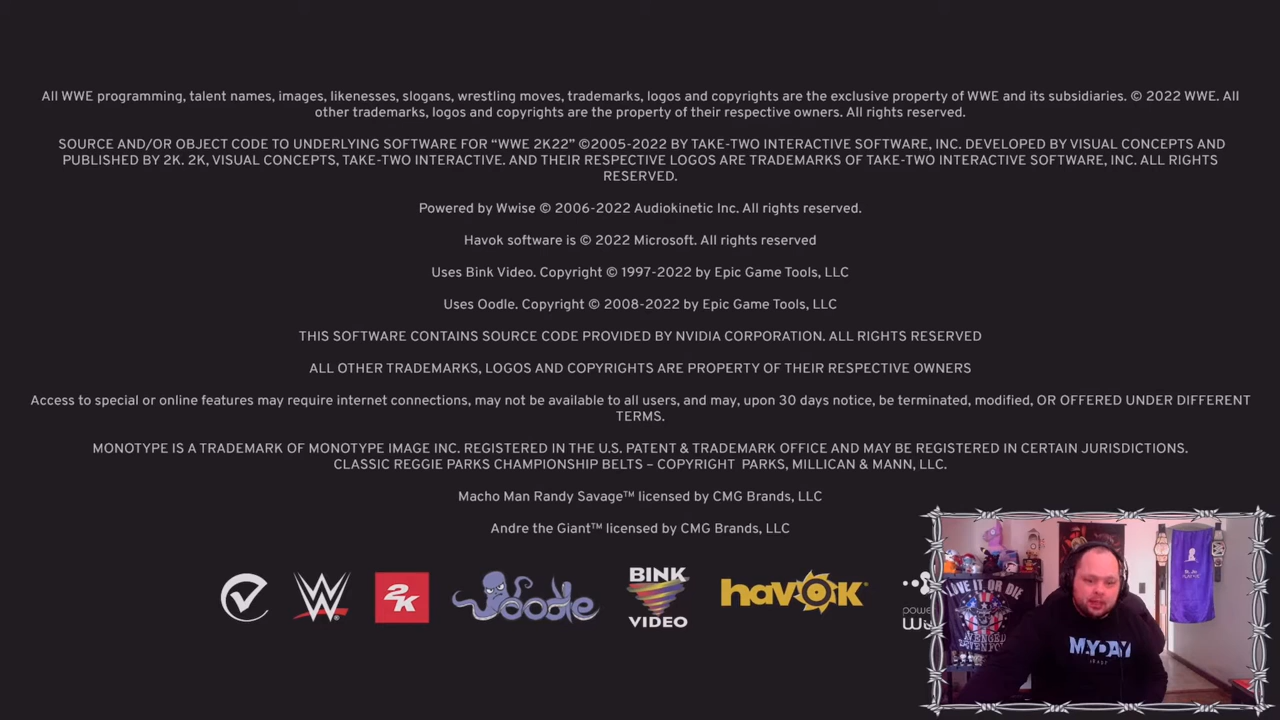 All WWE programming, talent names, images, likenesses, slogans, wrestling moves, trademarks, logos and copyrights are the exclusive property of WWE and its subsidiaries. © 2022 WWE. All
other trademarks, logos and copyrights are the property of their respective owners. All rights reserved.
SOURCE AND/OR OBJECT CODE TO UNDERLYING SOFTWARE FOR “WWE 2K22” ©2005-2022 BY TAKE-TWO INTERACTIVE SOFTWARE, INC. DEVELOPED BY VISUAL CONCEPTS AND
PUBLISHED BY 2K. 2K, VISUAL CONCEPTS, TAKE-TWO INTERACTIVE. AND THEIR RESPECTIVE LOGOS ARE TRADEMARKS OF TAKE-TWO INTERACTIVE SOFTWARE, INC. ALL RIGHTS
RESERVED.
Powered by Wwise © 2006-2022 Audiokinetic Inc. All rights reserved.
Havok software is © 2022 Microsoft. All rights reserved
Uses Bink Video. Copyright © 1997-2022 by Epic Game Tools, LLC
Uses Oodle. Copyright © 2008-2022 by Epic Game Tools, LLC
THIS SOFTWARE CONTAINS SOURCE CODE PROVIDED BY NVIDIA CORPORATION. ALL RIGHTS RESERVED
ALL OTHER TRADEMARKS, LOGOS AND COPYRIGHTS ARE PROPERTY OF THEIR RESPECTIVE OWNERS
Access to special or online features may require internet connections, may not be available to all users, and may, upon 30 days notice, be terminated, modified, OR OFFERED UNDER DIFFERENT
TERMS.
MONOTYPE IS A TRADEMARK OF MONOTYPE IMAGE INC. REGISTERED IN THE U.S. PATENT & TRADEMARK OFFICE AND MAY BE REGISTERED IN CERTAIN JURISDICTIONS.
CLASSIC REGGIE PARKS CHAMPIONSHIP BELTS – COPYRIGHT PARKS, MILLICAN & MANN, LLC.
Macho Man Randy Savage™ licensed by CMG Brands, LLC
Andre the Giant™ licensed by CMG Brands, LLC
W ® 2K oodle BINK VIDEO havok powe
LIVE IT OR DIE
MAYDAY